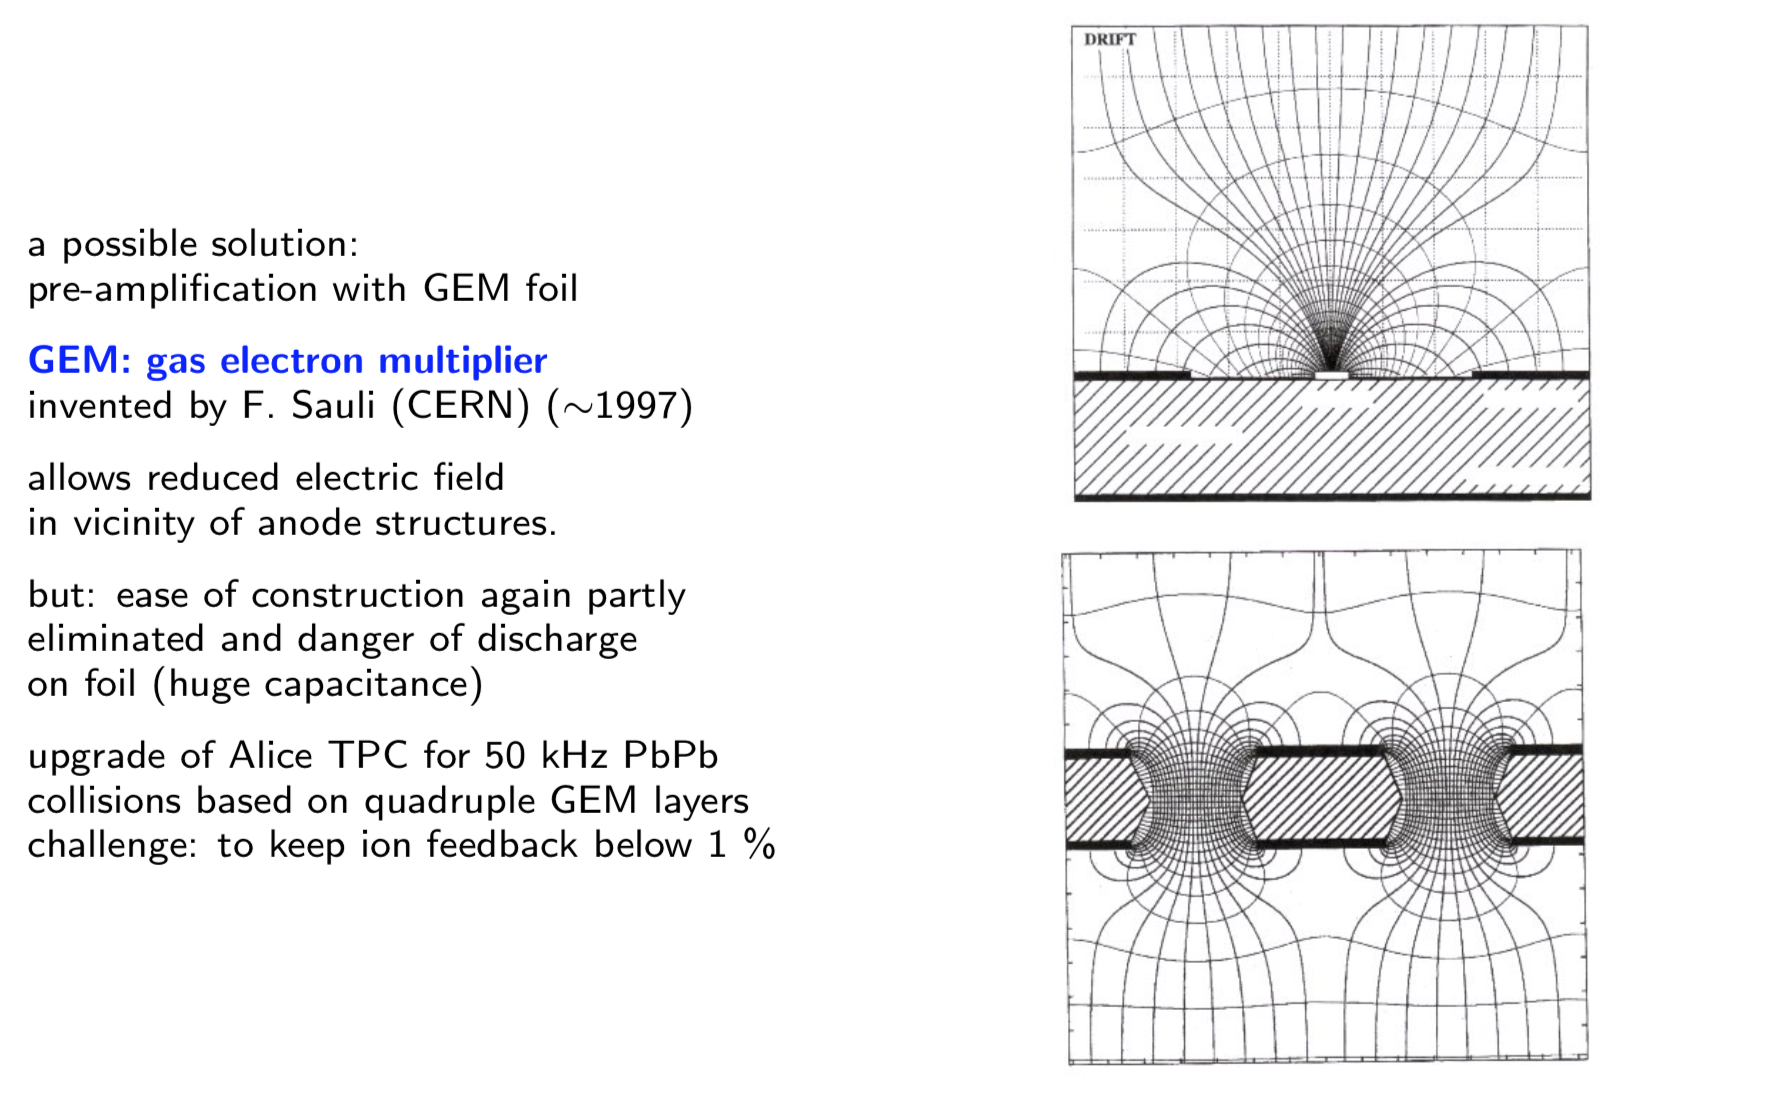 a possible solution:
pre-amplification with GEM foil
GEM: gas electron multiplier
invented by F. Sauli (CERN) (∼1997)
allows reduced electric field
in vicinity of anode structures.
but: ease of construction again partly
eliminated and danger of discharge
on foil (huge capacitance)
upgrade of Alice TPC for 50 kHz PbPb
collisions based on quadruple GEM layers
challenge: to keep ion feedback below 1 %
DRIFT